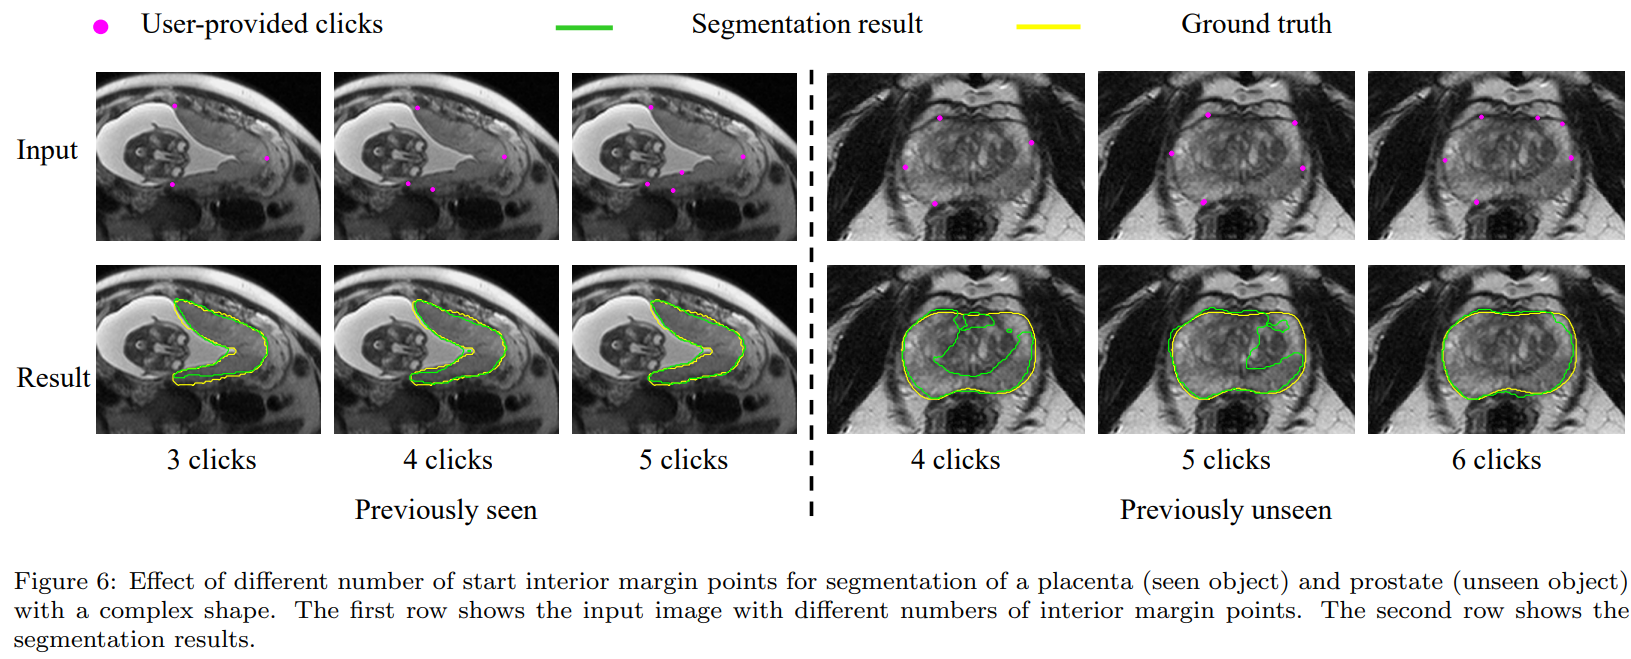 User-provided clicks Segmentation result Ground truth
Input
Result
3 clicks 4 clicks 5 clicks 4 clicks 5 clicks 6 clicks
Previously seen Previously unseen
Figure 6: Effect of different number of start interior margin points for segmentation of a placenta (seen object) and prostate (unseen object)
with a complex shape. The first row shows the input image with different numbers of interior margin points. The second row shows the
segmentation results.